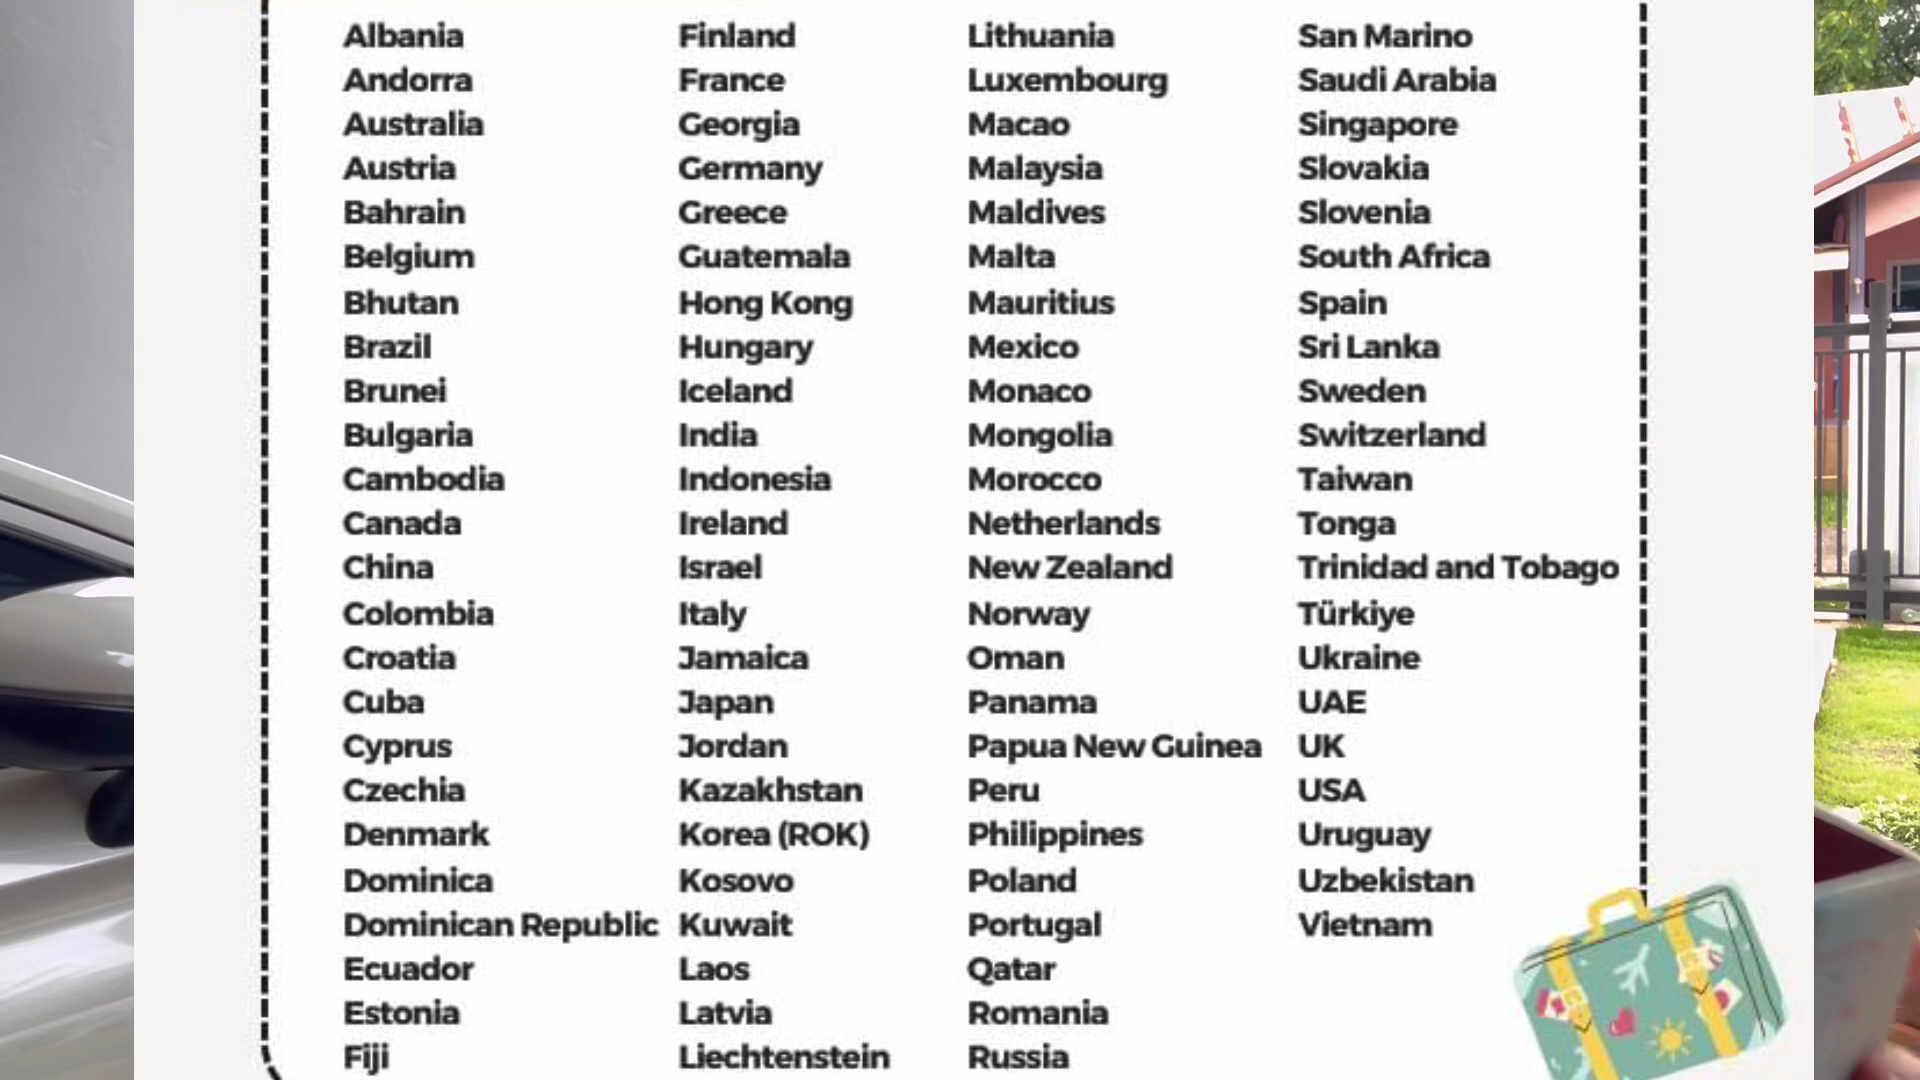 Albania
Andorra
Australia
Austria
Bahrain
Belgium
Bhutan
Brazil
Brunei
Bulgaria
Cambodia
Canada
China
Colombia
Croatia
Cuba
Cyprus
Czechia
Denmark
Dominica
Dominican Republic
Ecuador
Estonia
Fiji
Finland
France
Georgia
Germany
Greece
Guatemala
Hong Kong
Hungary
Iceland
India
Indonesia
Ireland
Israel
Italy
Jamaica
Japan
Jordan
Kazakhstan
Korea (ROK)
Kosovo
Kuwait
Laos
Latvia
Liechtenstein
Lithuania
Luxembourg
Macao
Malaysia
Maldives
Malta
Mauritius
Mexico
Monaco
Mongolia
Morocco
Netherlands
New Zealand
Norway
Oman
Panama
Papua New Guinea
Peru
Philippines
Poland
Portugal
Qatar
Romania
Russia
San Marino
Saudi Arabia
Singapore
Slovakia
Slovenia
South Africa
Spain
Sri Lanka
Sweden
Switzerland
Taiwan
Tonga
Trinidad and Tobago
Türkiye
Ukraine
UAE
UK
USA
Uruguay
Uzbekistan
Vietnam